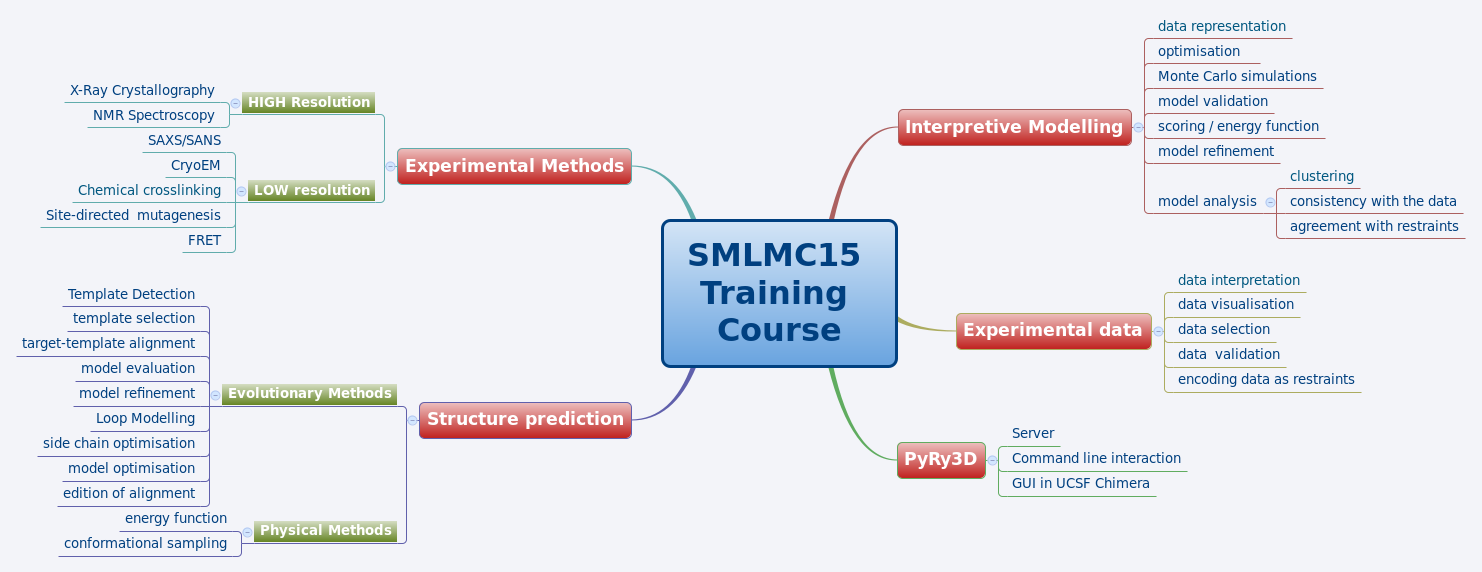 SMLMC15
Training
Course
Experimental Methods
HIGH Resolution
X-Ray Crystallography
NMR Spectroscopy
LOW resolution
SAXS/SANS
CryoEM
Chemical crosslinking
Site-directed  mutagenesis
FRET
Structure prediction
Evolutionary Methods
Template Detection
template selection
target-template alignment
model evaluation
model refinement
Loop Modelling
side chain optimisation
model optimisation
edition of alignment
Physical Methods
energy function
conformational sampling
Interpretive Modelling
data representation
optimisation
Monte Carlo simulations
model validation
scoring / energy function
model refinement
model analysis
clustering
consistency with the data
agreement with restraints
Experimental data
data interpretation
data visualisation
data selection
data  validation
encoding data as restraints
PyRy3D
Server
Command line interaction
GUI in UCSF Chimera